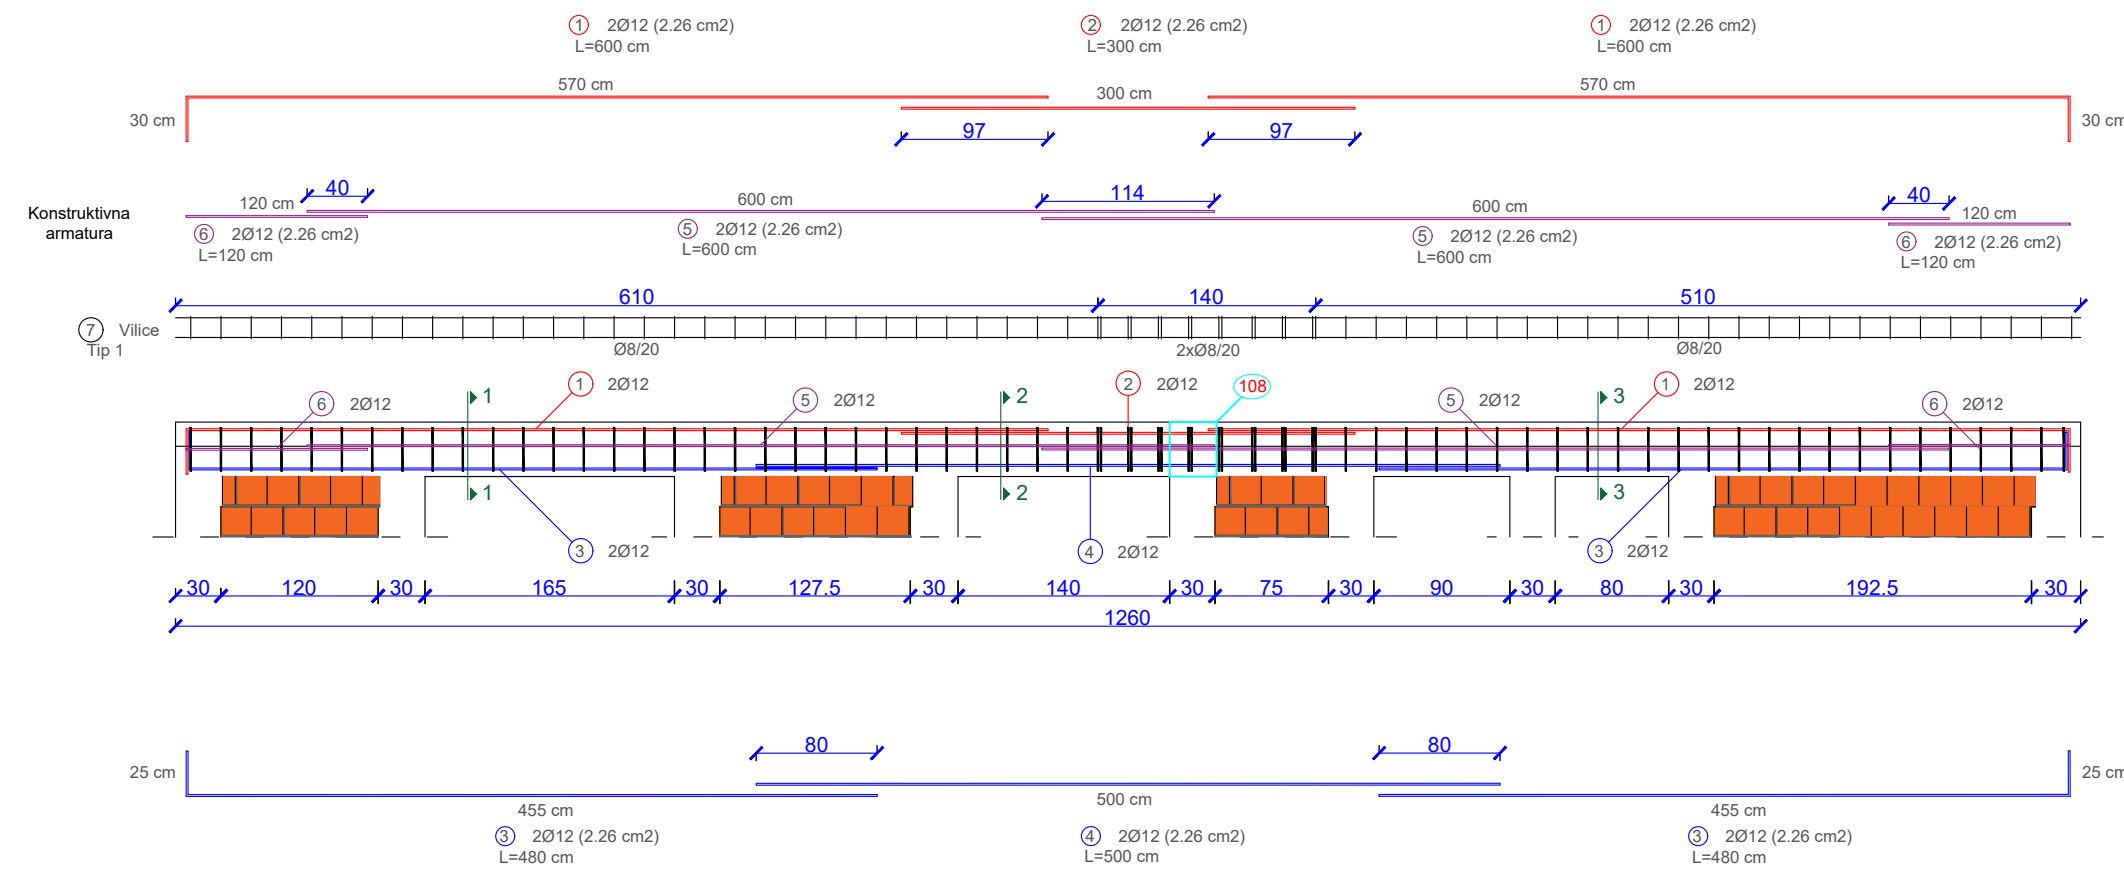 1 2Ø12 (2.26 cm2)
L=600 cm
2 2Ø12 (2.26 cm2)
L=300 cm
1 2Ø12 (2.26 cm2)
L=600 cm
570 cm
300 cm
570 cm
30 cm
30 cm
97
97
Konstruktivna
armatura
120 cm
40
600 cm
114
600 cm
40
120 cm
6 2Ø12 (2.26 cm2)
L=120 cm
5 2Ø12 (2.26 cm2)
L=600 cm
5 2Ø12 (2.26 cm2)
L=600 cm
6 2Ø12 (2.26 cm2)
L=120 cm
610 140 510
7 Vilice
Tip 1
Ø8/20
2xØ8/20
Ø8/20
6 2Ø12
1
1 2Ø12
5 2Ø12
2
2 2Ø12
108
5 2Ø12
3
1 2Ø12
6 2Ø12
1
2
3
3 2Ø12
4 2Ø12
3 2Ø12
30 120 30 165 30 127.5 30 140 30 75 30 90 30 80 30 192.5 30
1260
80
80
25 cm
25 cm
455 cm
500 cm
455 cm
3 2Ø12 (2.26 cm2)
L=480 cm
4 2Ø12 (2.26 cm2)
L=500 cm
3 2Ø12 (2.26 cm2)
L=480 cm